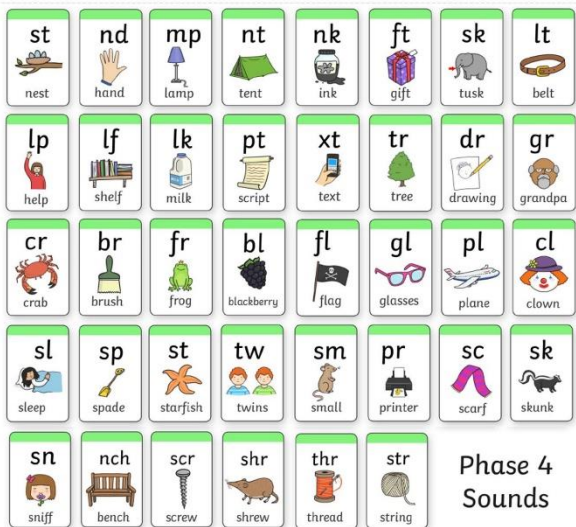 st nd mp nt nk ft sk lt
nest hand lamp tent ink gift tusk belt
lp lf lk pt xt tr dr gr
help shelf milk script text tree drawing grandpa
cr br fr bl fl gl pl cl
crab brush frog blackberry flag glasses plane clown
sl sp st tw sm pr sc sk
sleep spade starfish twins small printer scarf skunk
sn nch scr shr thr str
sniff bench screw shrew thread string
Phase 4
Sounds